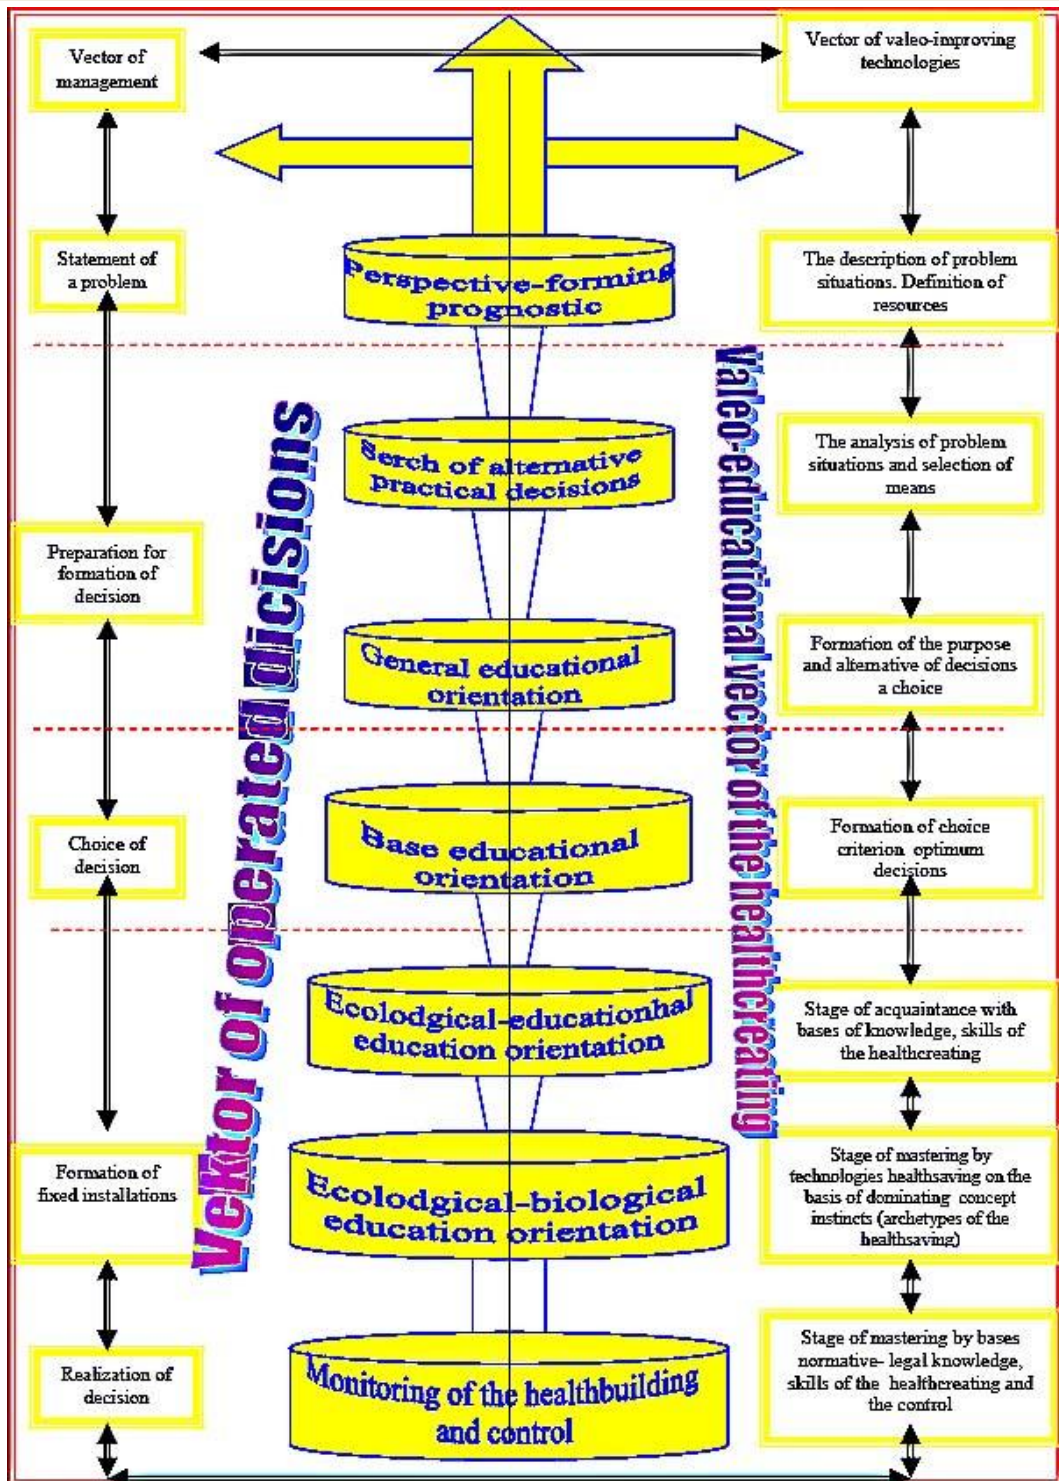 Vector of
management
Vector of valeo-improving
technologies
Statement of
a problem
Perspective-forming
prognostic
The description of problem
situations. Definition of
resources
Serch of alternative
practical decisions
The analysis of problem
situations and selection of
means
Preparation for
formation of
decision
General educational
orientation
Formation of the purpose
and alternative of decisions
a choice
Vektor of operated dicisions
Valeo-educational vector of the healthcreating
Choice of
decision
Base educational
orientation
Formation of choice
criterion optimum
decisions
Ecolodgical-educationhal
education orientation
Stage of acquaintance with
bases of knowledge, skills of
the healthcreating
Formation of
fixed installations
Ecolodgical-biological
education orientation
Stage of mastering by
technologies healthsaving on the
basis of dominating concept
instincts (archetypes of the
healthsaving)
Realization of
decision
Monitoring of the healthbuilding
and control
Stage of mastering by bases
normative- legal knowledge,
skills of the healthcreating and
the control